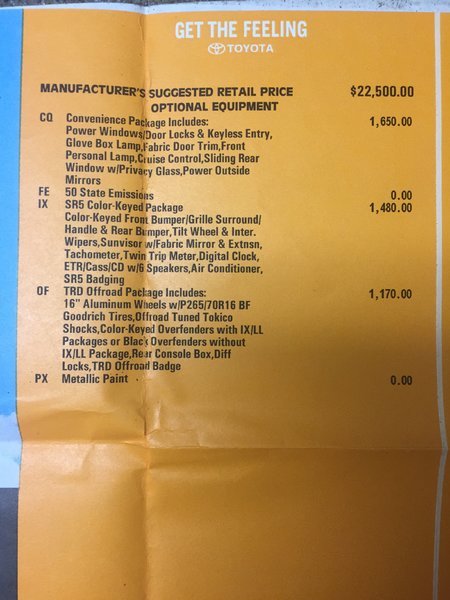 GET THE FEELING
TOYOTA
MANUFACTURER'S SUGGESTED RETAIL PRICE $22,500.00
OPTIONAL EQUIPMENT
CQ Convenience Package Includes: 1,650.00
Power Windows/Door Locks & Keyless Entry,
Glove Box Lamp,Fabric Door Trim,Front
Personal Lamp,Cruise Control,Sliding Rear
Window w/Privacy Glass,Power Outside
Mirrors
FE 50 State Emissions 0.00
IX SR5 Color-Keyed Package 1,480.00
Color-Keyed Front Bumper/Grille Surround/
Handle & Rear Bumper,Tilt Wheel & Inter.
Wipers,Sunvisor w/Fabric Mirror & Extnsn,
Tachometer,Twin Trip Meter,Digital Clock,
ETR/Cass/CD w/6 Speakers,Air Conditioner,
SR5 Badging
OF TRD Offroad Package Includes: 1,170.00
16" Aluminum Wheels w/P265/70R16 BF
Goodrich Tires,Offroad Tuned Tokico
Shocks,Color-Keyed Overfenders with IX/LL
Packages or Black Overfenders without
IX/LL Package,Rear Console Box,Diff
Locks,TRD Offroad Badge
PX Metallic Paint 0.00